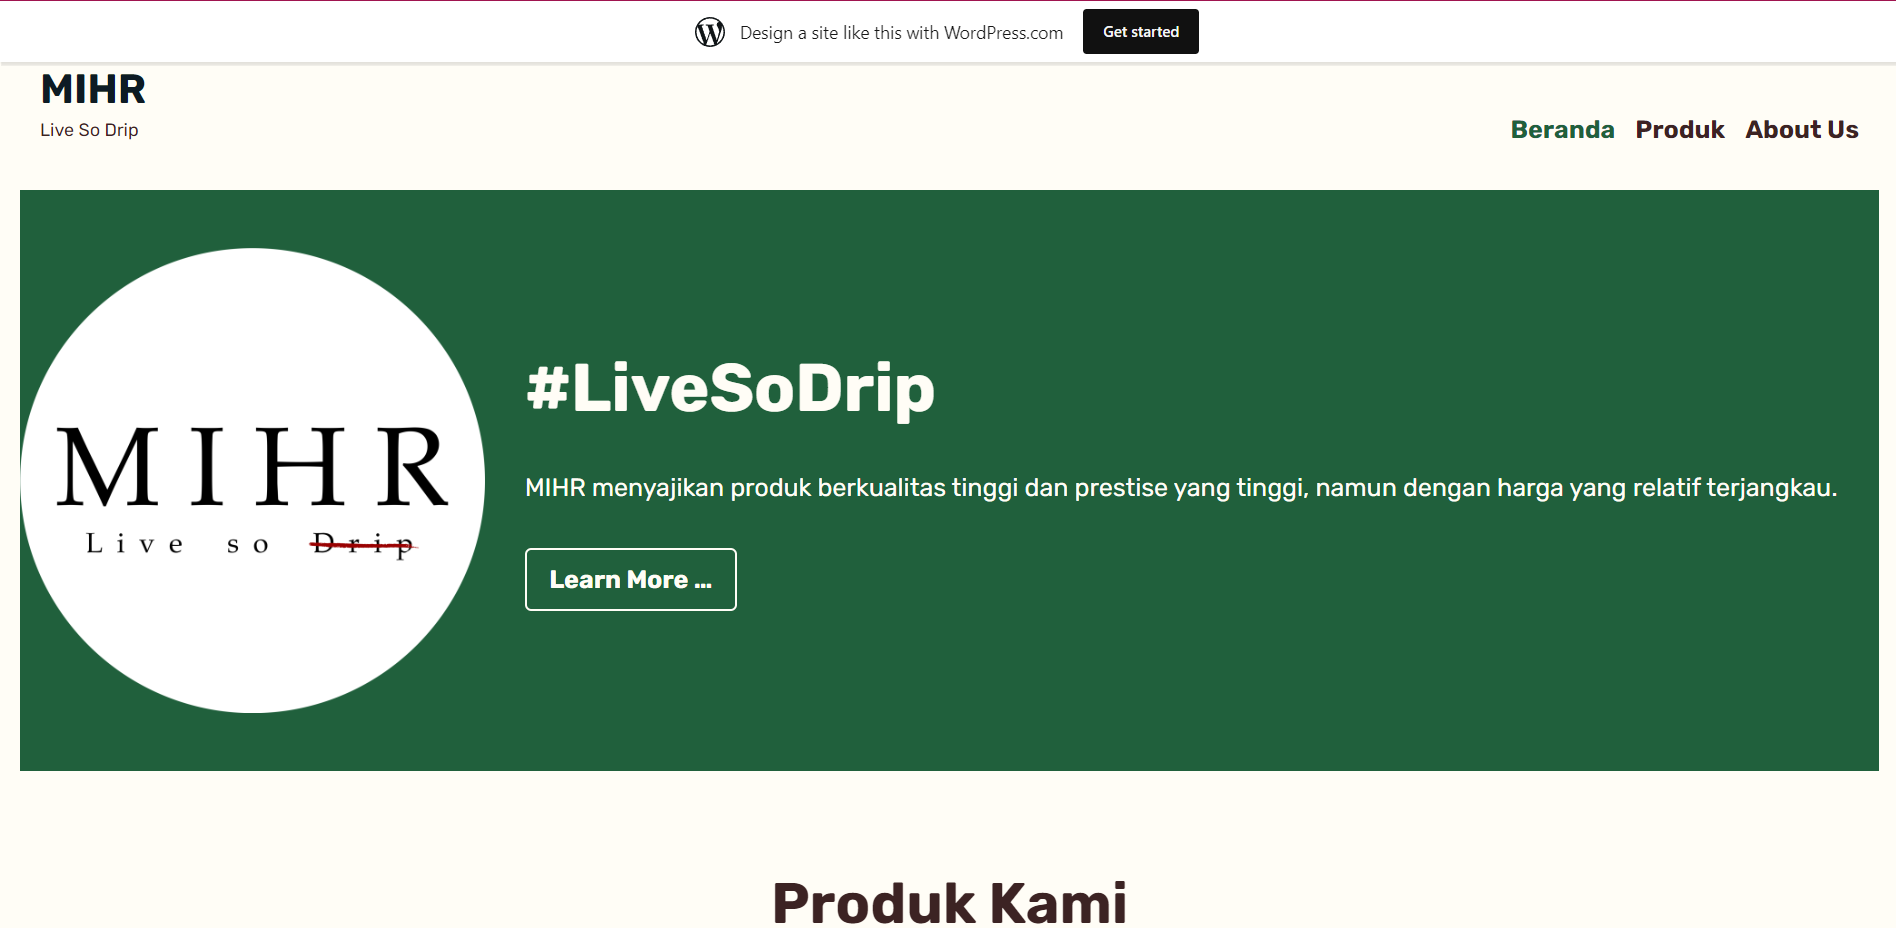 Design a site like this with WordPress.com
Get started
MIHR
Live So Drip
Beranda Produk About Us
MIHR
Live so Drip
#LiveSoDrip
MIHR menyajikan produk berkualitas tinggi dan prestise yang tinggi, namun dengan harga yang relatif terjangkau.
Learn More ...
Produk Kami